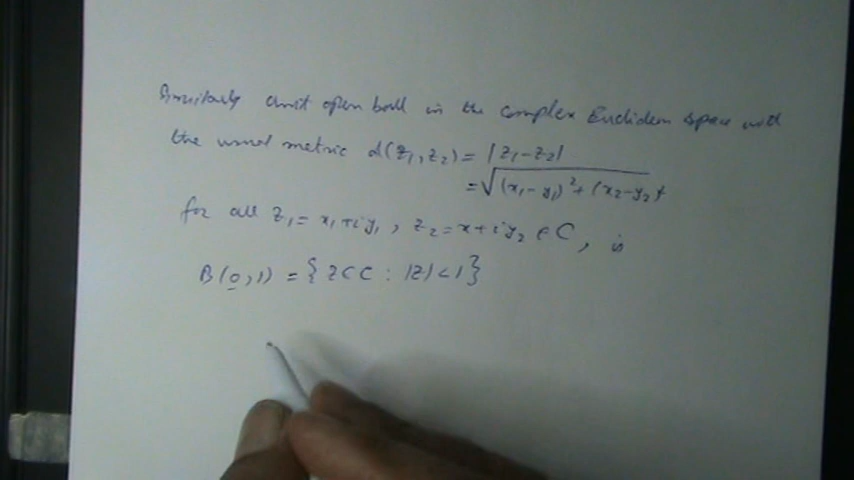 Similarly unit open ball in the complex Euclidean space with
the usual metric d(z₁, z₂) = |z₁-z₂|
= √(x₁-y₁)²+(x₂-y₂)²
for all z₁ = x₁+iy₁, z₂ = x+iy₂ ∈ C, is
B(0,1) = {z ∈ C : |z| < 1}